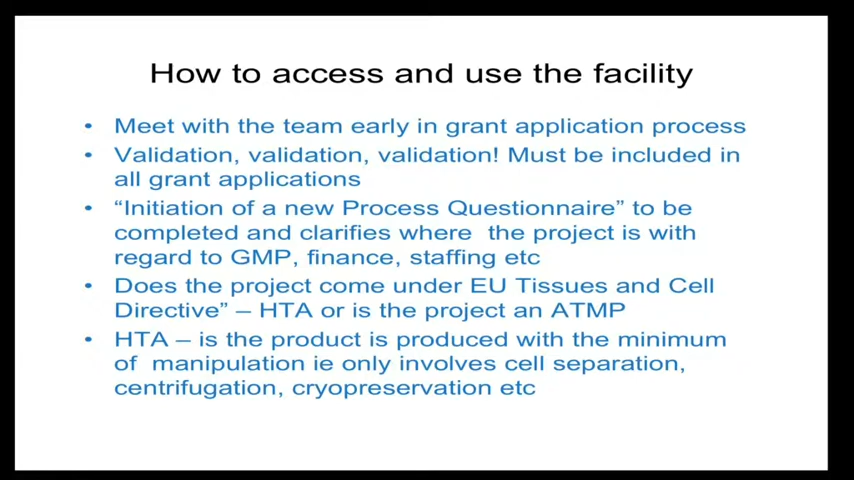 How to access and use the facility
• Meet with the team early in grant application process
• Validation, validation, validation! Must be included in
all grant applications
• “Initiation of a new Process Questionnaire” to be
completed and clarifies where the project is with
regard to GMP, finance, staffing etc
• Does the project come under EU Tissues and Cell
Directive” – HTA or is the project an ATMP
• HTA – is the product is produced with the minimum
of manipulation ie only involves cell separation,
centrifugation, cryopreservation etc